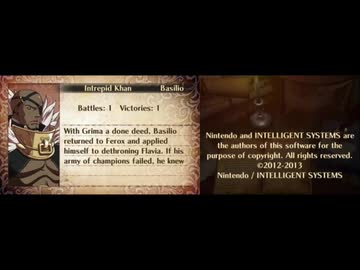 Intrepid Khan Basilio
Battles: 1 Victories: 1
With Grima a done deed, Basilio
returned to Ferox and applied
himself to dethroning Flavia. If his
army of champions failed, he knew
Nintendo and INTELLIGENT SYSTEMS are
the authors of this software for the
purpose of copyright. All rights reserved.
©2012-2013
Nintendo / INTELLIGENT SYSTEMS